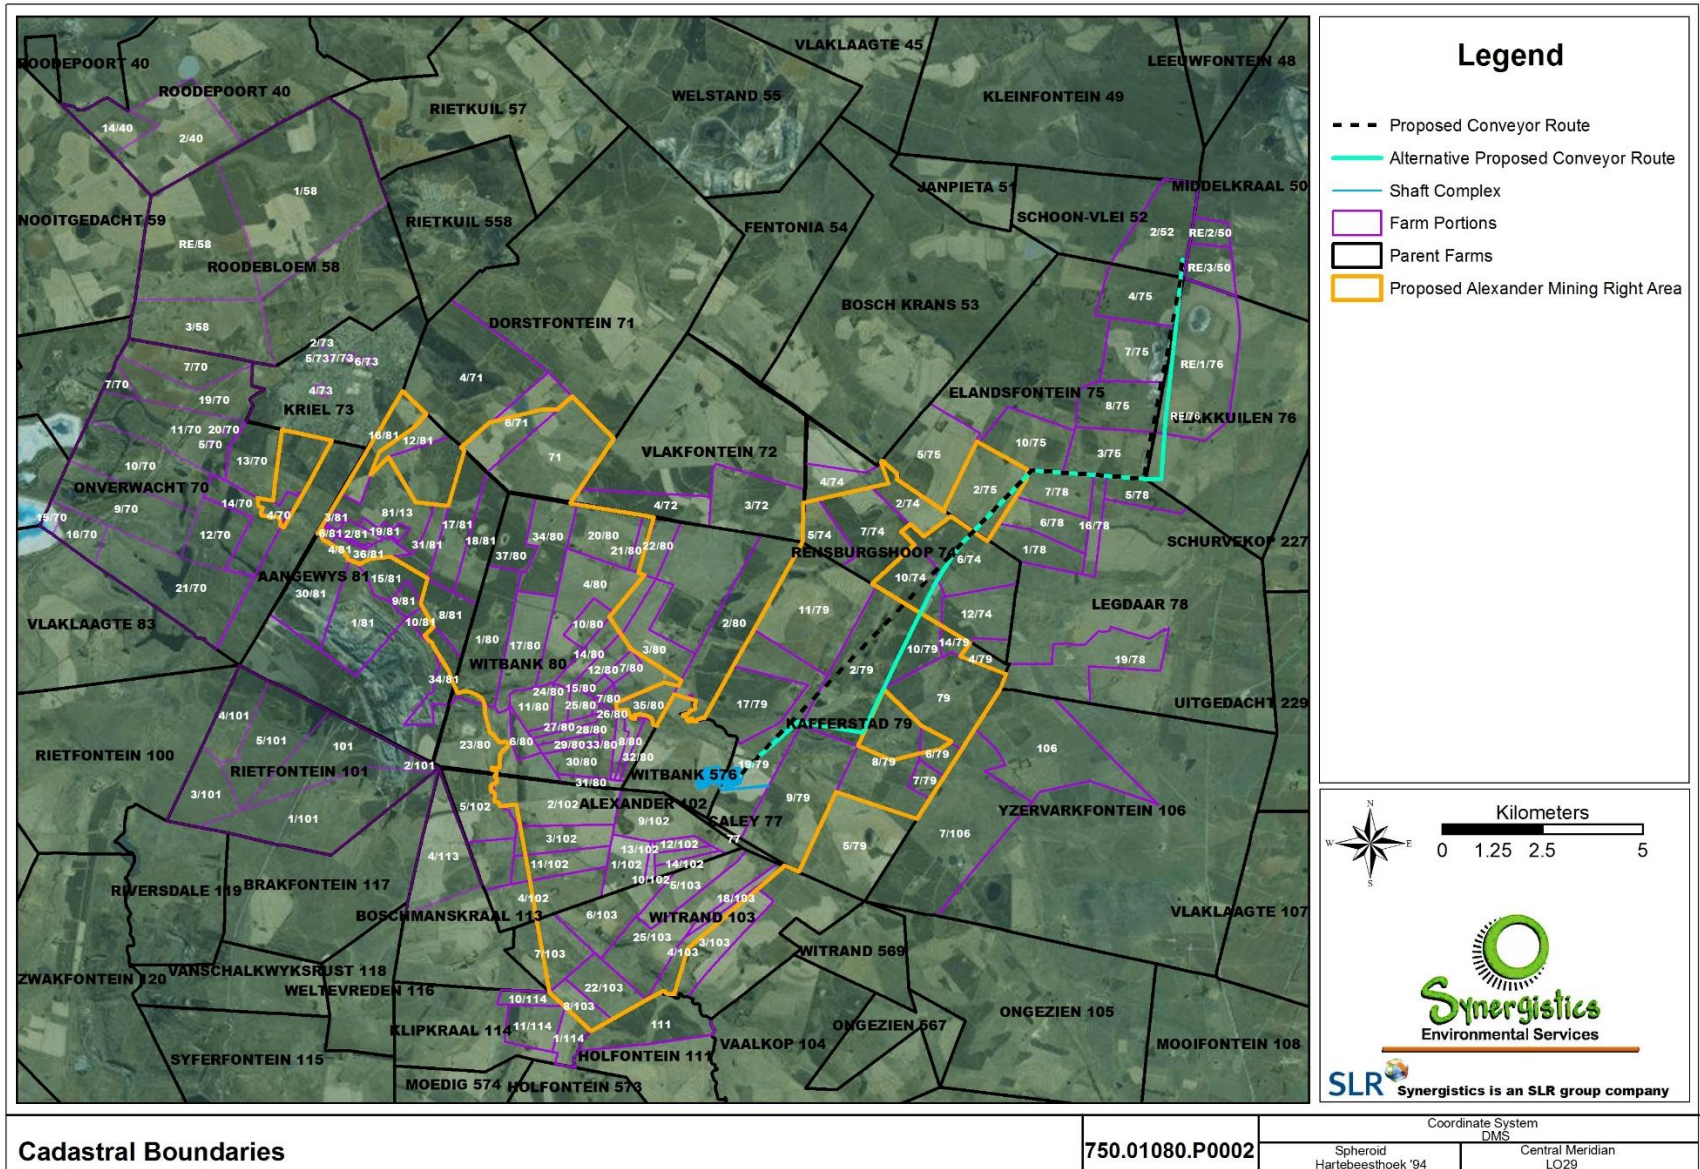 VLAKLAAGTE 45
LEEUWFONTEIN 48
ROODEPOORT 40
ROODEPOORT 40
WELSTAND 55
KLEINFONTEIN 49
RIETKUIL 57
14/40
2/40
1/58
JANPIETA 51
MIDDELKRAAL 50
NOOITGEDACHT 59
RIETKUIL 558
SCHOON-VLEI 52
FENTONIA 54
2/52
RE/2/50
RE/58
ROODEBLOEM 58
RE/3/50
4/75
BOSCH KRANS 53
3/58
DORSTFONTEIN 71
2/73
5/73
7/73
6/73
7/75
7/70
RE/1/76
4/71
7/70
4/73
ELANDSFONTEIN 75
19/70
KRIEL 73
8/75
RE/76
KKUILEN 76
6/71
11/70
20/70
16/81
12/81
5/70
10/75
71
VLAKFONTEIN 72
5/75
3/75
13/70
10/70
4/74
ONVERWACHT 70
2/75
7/78
5/78
14/70
4/72
3/72
2/74
9/70
4/70
81/13
15/70
3/81
6/78
16/78
16/70
12/70
6/81
2/81
19/81
17/81
34/80
20/80
5/74
7/74
18/81
31/81
SCHURVEKOP 227
4/81
36/81
37/80
21/80
22/80
RENSBURGSHOOP 74
1/78
6/74
AANGEWYS 81
15/81
10/74
21/70
4/80
30/81
9/81
LEGDAAR 78
11/79
12/74
8/81
VLAKLAAGTE 83
1/81
10/81
10/80
2/80
1/80
17/80
3/80
10/79
14/79
14/80
4/79
19/78
WITBANK 80
12/80
7/80
2/79
34/81
24/80
15/80
7/80
79
11/80
25/80
35/80
17/79
UITGEDACHT 229
4/101
26/80
KAFFERSTAD 79
27/80
28/80
5/101
101
6/80
23/80
29/80
33/80
8/80
106
RIETFONTEIN 100
6/79
32/80
2/101
30/80
19/79
8/79
RIETFONTEIN 101
WITBANK 576
31/80
7/79
3/101
9/79
5/102
2/102
ALEXANDER 102
YZERVARKFONTEIN 106
1/101
9/102
CALEY 77
7/106
3/102
77
12/102
5/79
13/102
4/113
11/102
1/102
14/102
10/102
5/103
BRAKFONTEIN 117
RIVERSDALE 119
4/102
18/103
BOSCHMANSKRAAL 113
6/103
WITRAND 103
VLAKLAAGTE 107
25/103
3/103
7/103
4/103
WITRAND 569
VANSCHALKWYKSRUST 118
ZWAKFONTEIN 120
22/103
WELTEVREDEN 116
10/114
8/103
ONGEZIEN 105
11/114
111
ONGEZIEN 567
KLIPKRAAL 114
1/114
VAALKOP 104
MOOIFONTEIN 108
SYFERFONTEIN 115
HOLFONTEIN 111
MOEDIG 574
HOLFONTEIN 573
Legend
Proposed Conveyor Route
Alternative Proposed Conveyor Route
Shaft Complex
Farm Portions
Parent Farms
Proposed Alexander Mining Right Area
N
W
E
S
Kilometers
0 1.25 2.5 5
Synergistics
Environmental Services
SLR Synergistics is an SLR group company
Cadastral Boundaries
750.01080.P0002
Coordinate System
DMS
Spheroid
Hartebeesthoek '94
Central Meridian
LO29